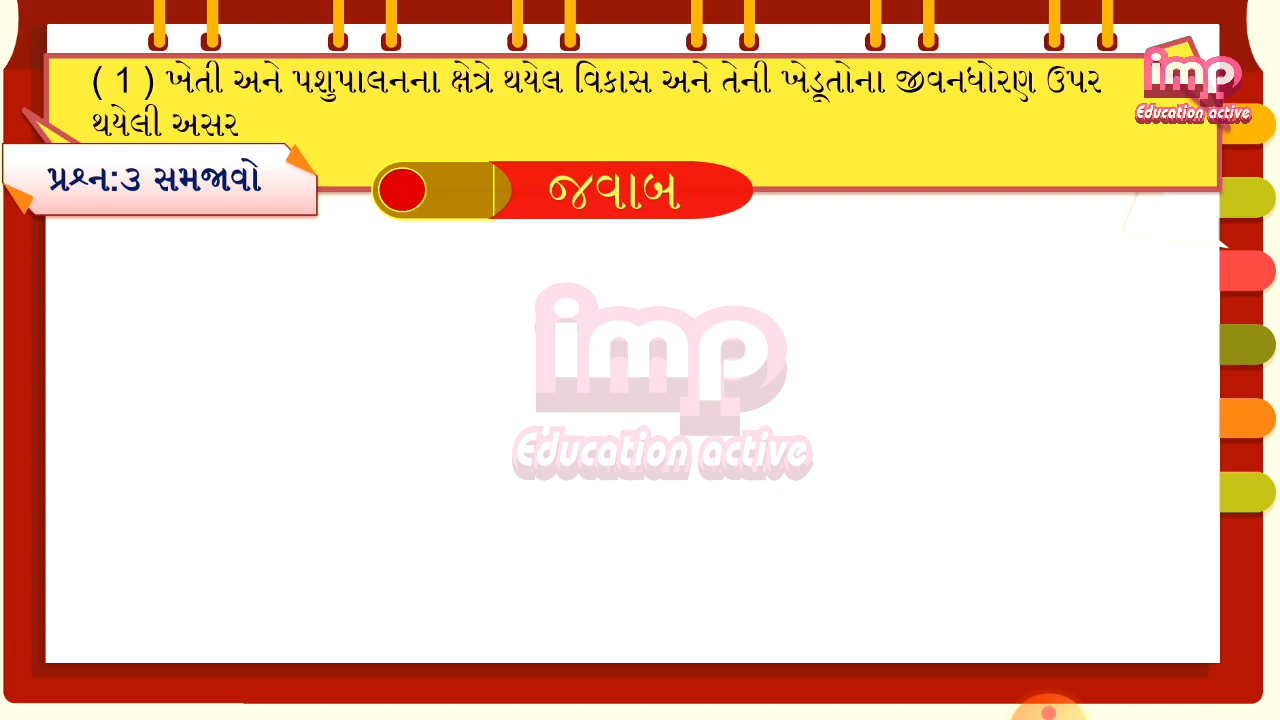 ( 1 ) ખેતી અને પશુપાલનના ક્ષેત્રે થયેલ વિકાસ અને તેની ખેડૂતોના જીવનધોરણ ઉપર
થયેલી અસર
imp
Education active
પ્રશ્ન:૩ સમજાવો
જવાબ
imp
Education active